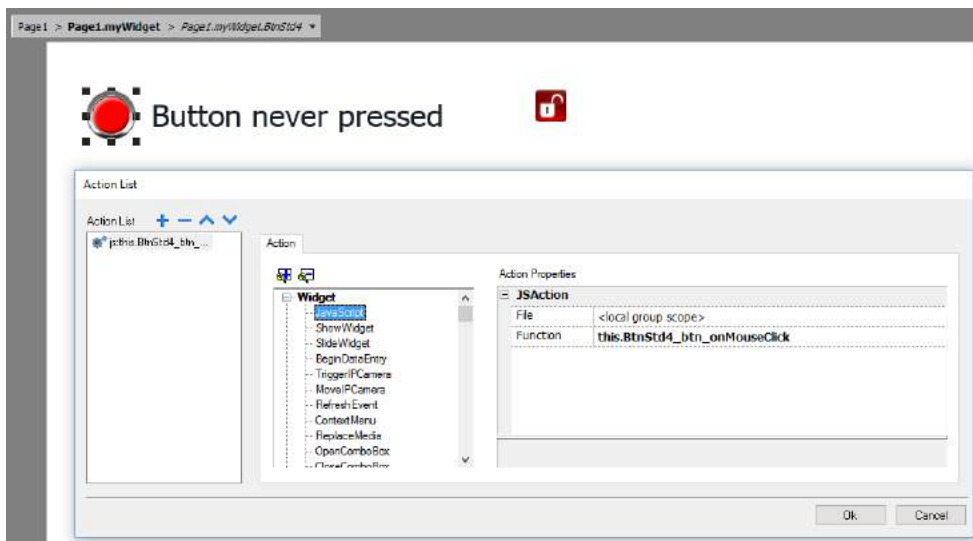 Page1 > Page1.myWidget > Page1.myWidget.BtnStd4
Button never pressed
Action List
Action List
js:this.BtnStd4_btn_...
Action
Action Properties
Widget
JavaScript
ShowWidget
SlideWidget
BeginDataEntry
TriggerIPCamera
MoveIPCamera
RefreshEvent
ContextMenu
ReplaceMedia
OpenComboBox
CloseComboBox
JSAction
File <local group scope>
Function this.BtnStd4_btn_onMouseClick
Ok Cancel